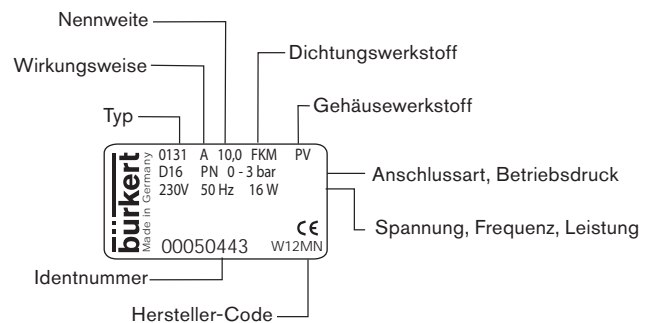 Nennweite
Dichtungswerkstoff
Wirkungsweise
Gehäusewerkstoff
Typ
bürkert
Made in Germany
0131 A 10,0 FKM PV
D16 PN 0 - 3 bar
230V 50 Hz 16 W
Anschlussart, Betriebsdruck
Spannung, Frequenz, Leistung
CE
00050443 W12MN
Identnummer
Hersteller-Code